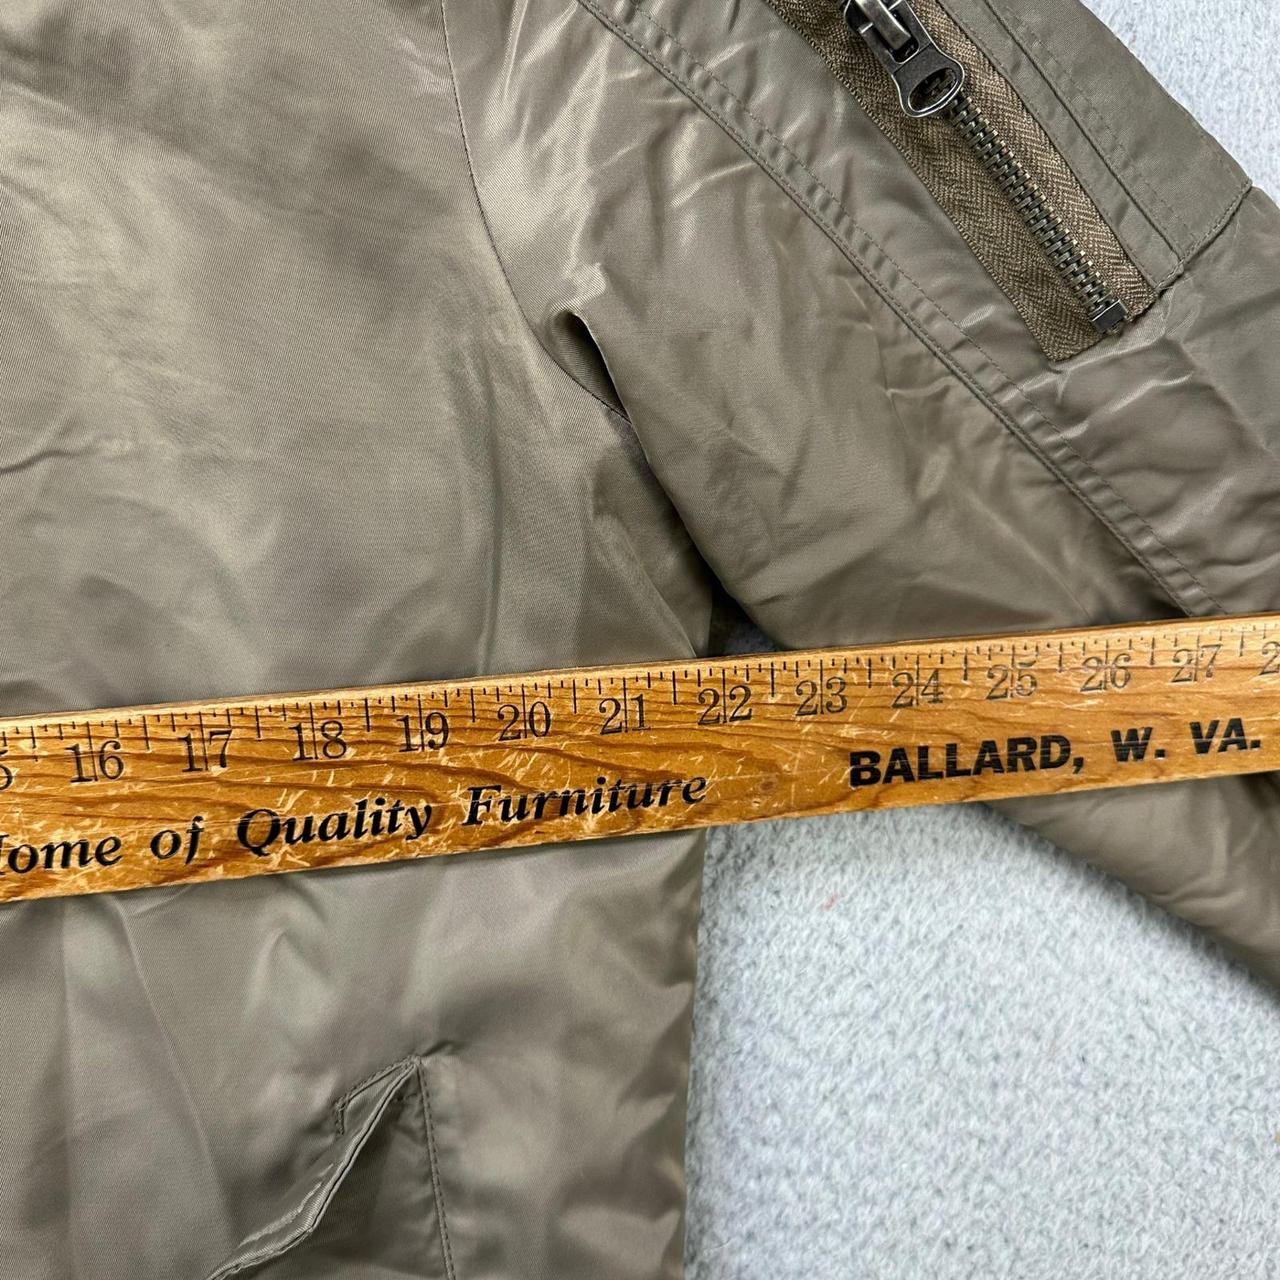 16 17 18 19 20 21 22 23 24 25 26 27
Home of Quality Furniture
BALLARD, W. VA.